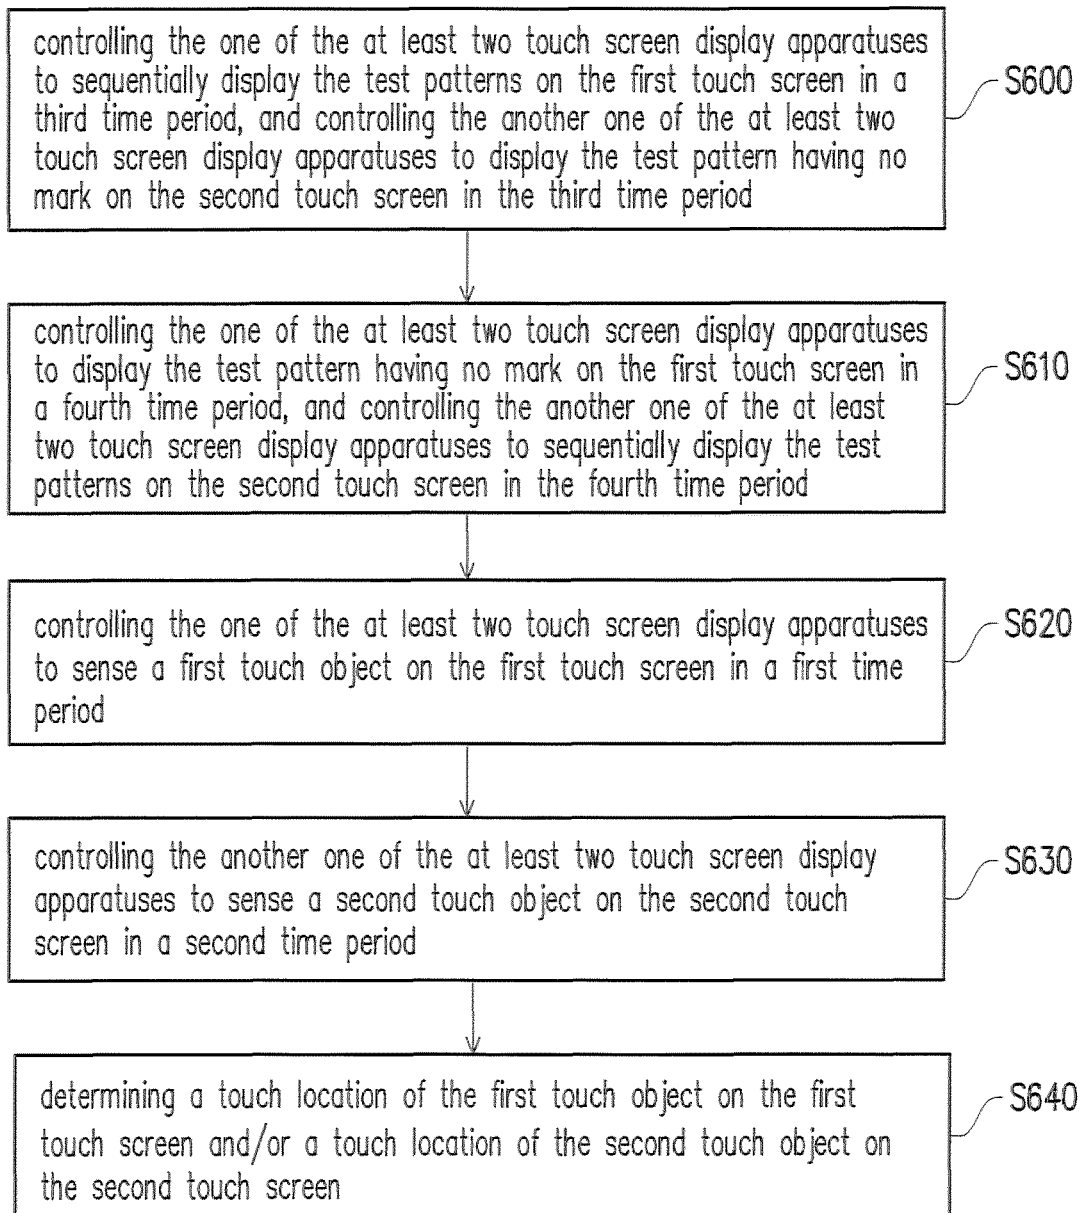 controlling the one of the at least two touch screen display apparatuses
to sequentially display the test patterns on the first touch screen in a
third time period, and controlling the another one of the at least two
touch screen display apparatuses to display the test pattern having no
mark on the second touch screen in the third time period
S600
controlling the one of the at least two touch screen display apparatuses
to display the test pattern having no mark on the first touch screen in
a fourth time period, and controlling the another one of the at least
two touch screen display apparatuses to sequentially display the test
patterns on the second touch screen in the fourth time period
S610
controlling the one of the at least two touch screen display apparatuses
to sense a first touch object on the first touch screen in a first time
period
S620
controlling the another one of the at least two touch screen display
apparatuses to sense a second touch object on the second touch
screen in a second time period
S630
determining a touch location of the first touch object on the first
touch screen and/or a touch location of the second touch object on
the second touch screen
S640